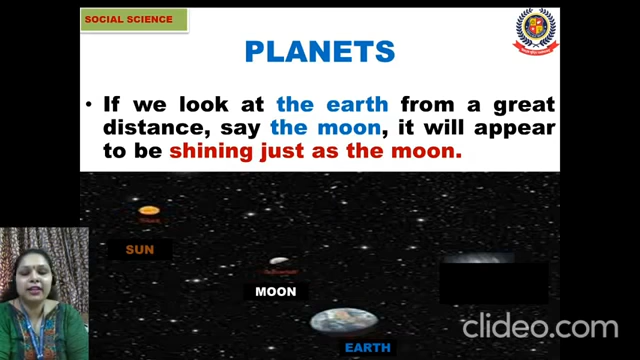 SOCIAL SCIENCE
PLANETS
• If we look at the earth from a great
distance, say the moon, it will appear
to be shining just as the moon.
SUN
MOON
EARTH
clideo.com